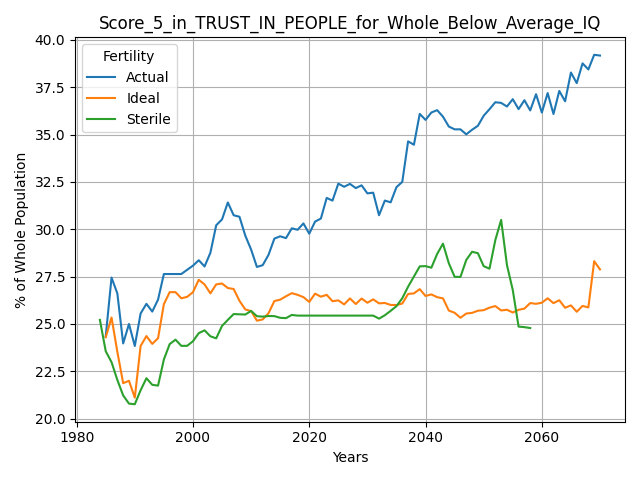 Score_5_in_TRUST_IN_PEOPLE_for_Whole_Below_Average_IQ
Fertility
Actual
Ideal
Sterile
% of Whole Population
40.0
37.5
35.0
32.5
30.0
27.5
25.0
22.5
20.0
1980
2000
2020
2040
2060
Years